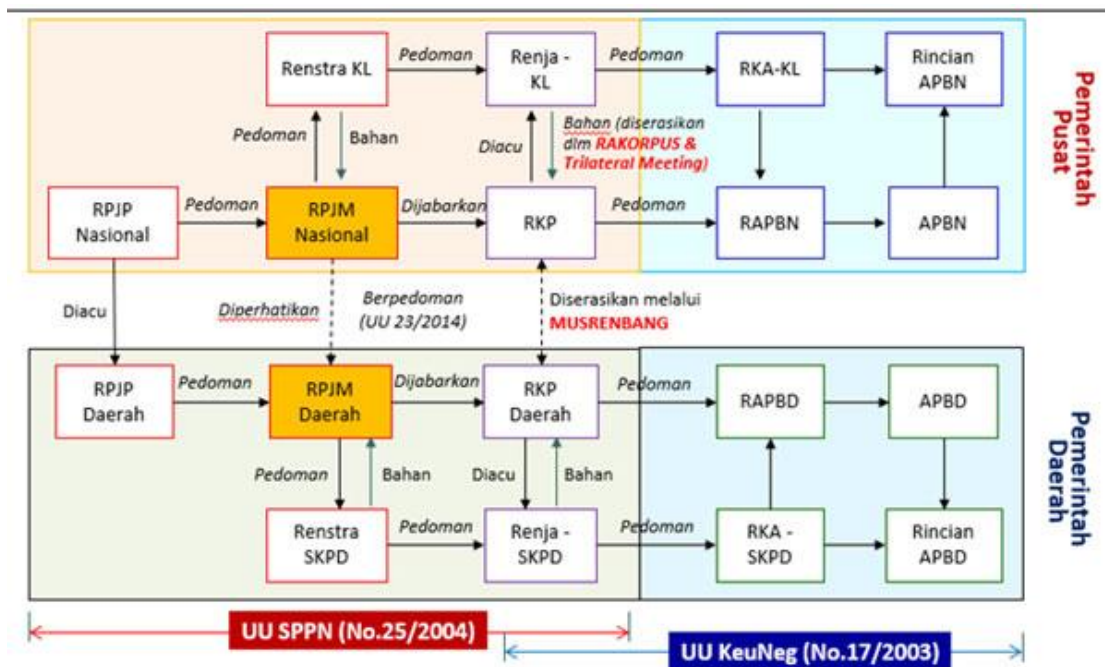 Pedoman
Pedoman
Renstra KL
Renja -
KL
RKA-KL
Rincian
APBN
Pemerintah
Pusat
Pedoman
Bahan
Diacu
Bahan (diserasikan
dlm RAKORPUS &
Trilateral Meeting)
RPJP
Nasional
Pedoman
RPJM
Nasional
Dijabarkan
RKP
Pedoman
RAPBN
APBN
Diacu
Diperhatikan
Berpedoman
(UU 23/2014)
Diserasikan melalui
MUSRENBANG
RPJP
Daerah
Pedoman
RPJM
Daerah
Dijabarkan
RKP
Daerah
Pedoman
RAPBD
APBD
Pemerintah
Daerah
Pedoman
Bahan
Diacu
Bahan
Renstra
SKPD
Pedoman
Renja -
SKPD
Pedoman
RKA -
SKPD
Rincian
APBD
UU SPPN (No.25/2004)
UU KeuNeg (No.17/2003)